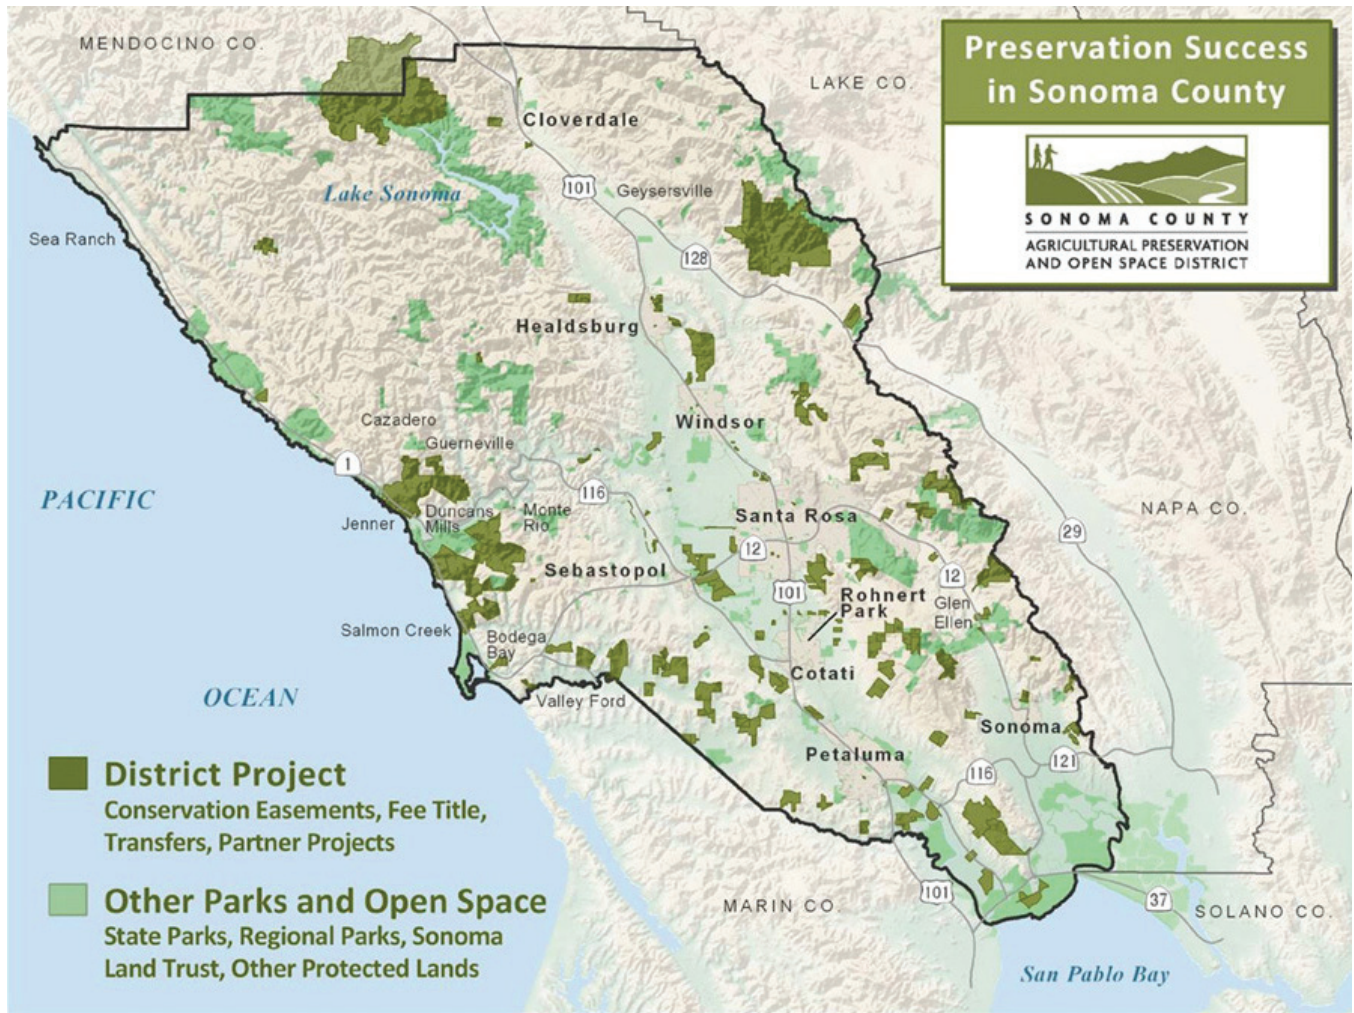 Preservation Success
in Sonoma County
SONOMA COUNTY
AGRICULTURAL PRESERVATION
AND OPEN SPACE DISTRICT
MENDOCINO CO.
LAKE CO.
Cloverdale
Lake Sonoma
101
Geysersville
Sea Ranch
128
Healdsburg
Cazadero
Windsor
Guerneville
1
116
PACIFIC
NAPA CO.
Jenner
Duncans
Mills
Monte
Rio
Santa Rosa
29
12
Sebastopol
12
101
Rohnert
Park
Glen
Ellen
Salmon Creek
Bodega
Bay
Cotati
OCEAN
Valley Ford
Sonoma
Petaluma
116
121
District Project
Conservation Easements, Fee Title,
Transfers, Partner Projects
Other Parks and Open Space
State Parks, Regional Parks, Sonoma
Land Trust, Other Protected Lands
MARIN CO.
101
37
SOLANO CO.
San Pablo Bay